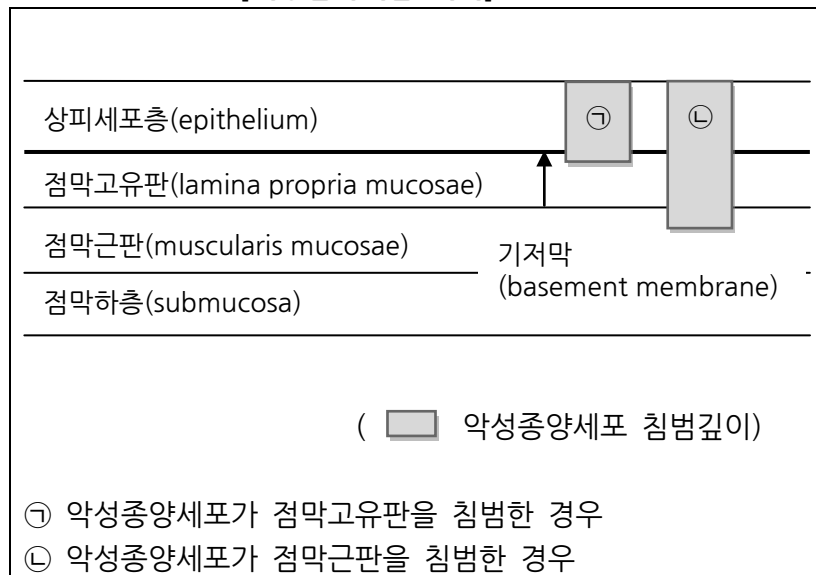 상피세포층(epithelium)
㉠
㉡
점막고유판(lamina propria mucosae)
점막근판(muscularis mucosae)
기저막
(basement membrane)
점막하층(submucosa)
( 악성종양세포 침범깊이)
㉠ 악성종양세포가 점막고유판을 침범한 경우
㉡ 악성종양세포가 점막근판을 침범한 경우